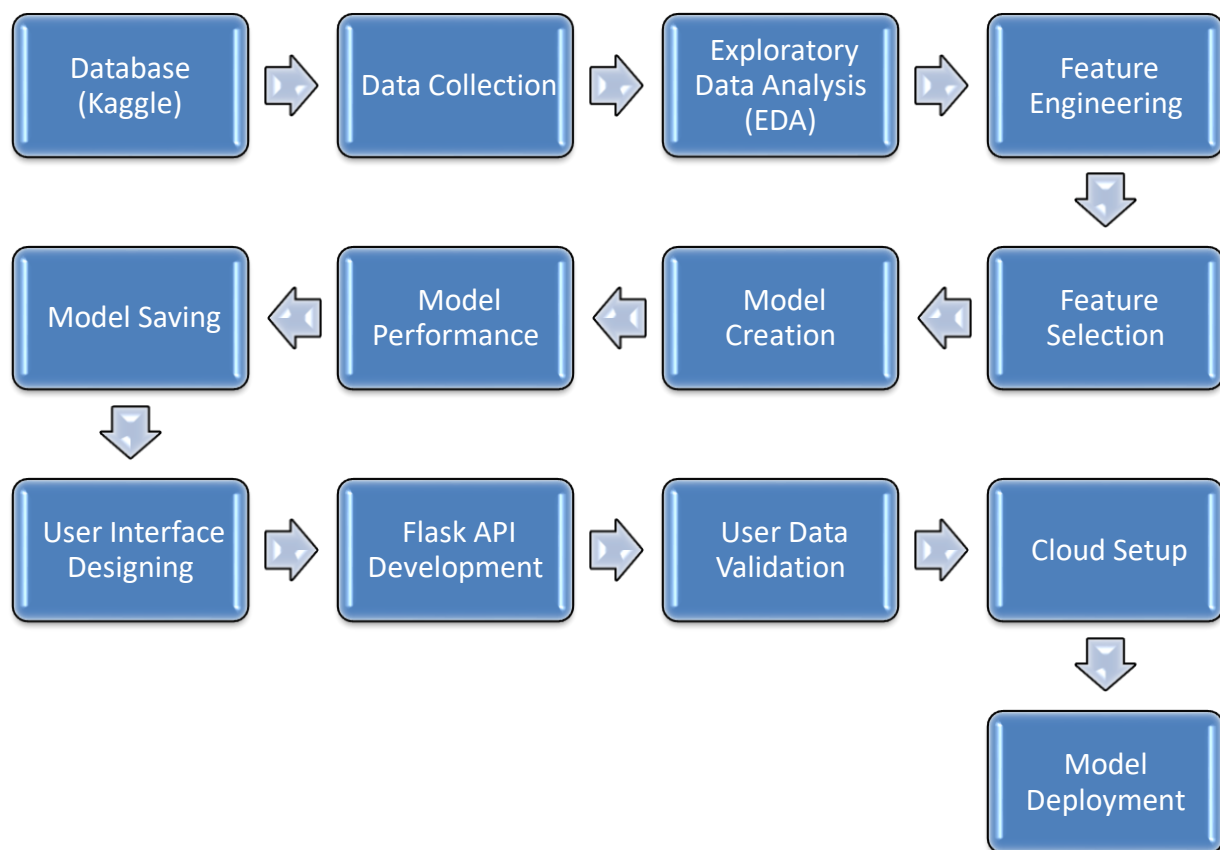 Database
(Kaggle)
Data Collection
Exploratory
Data Analysis
(EDA)
Feature
Engineering
Feature
Selection
Model
Creation
Model
Performance
Model Saving
User Interface
Designing
Flask API
Development
User Data
Validation
Cloud Setup
Model
Deployment